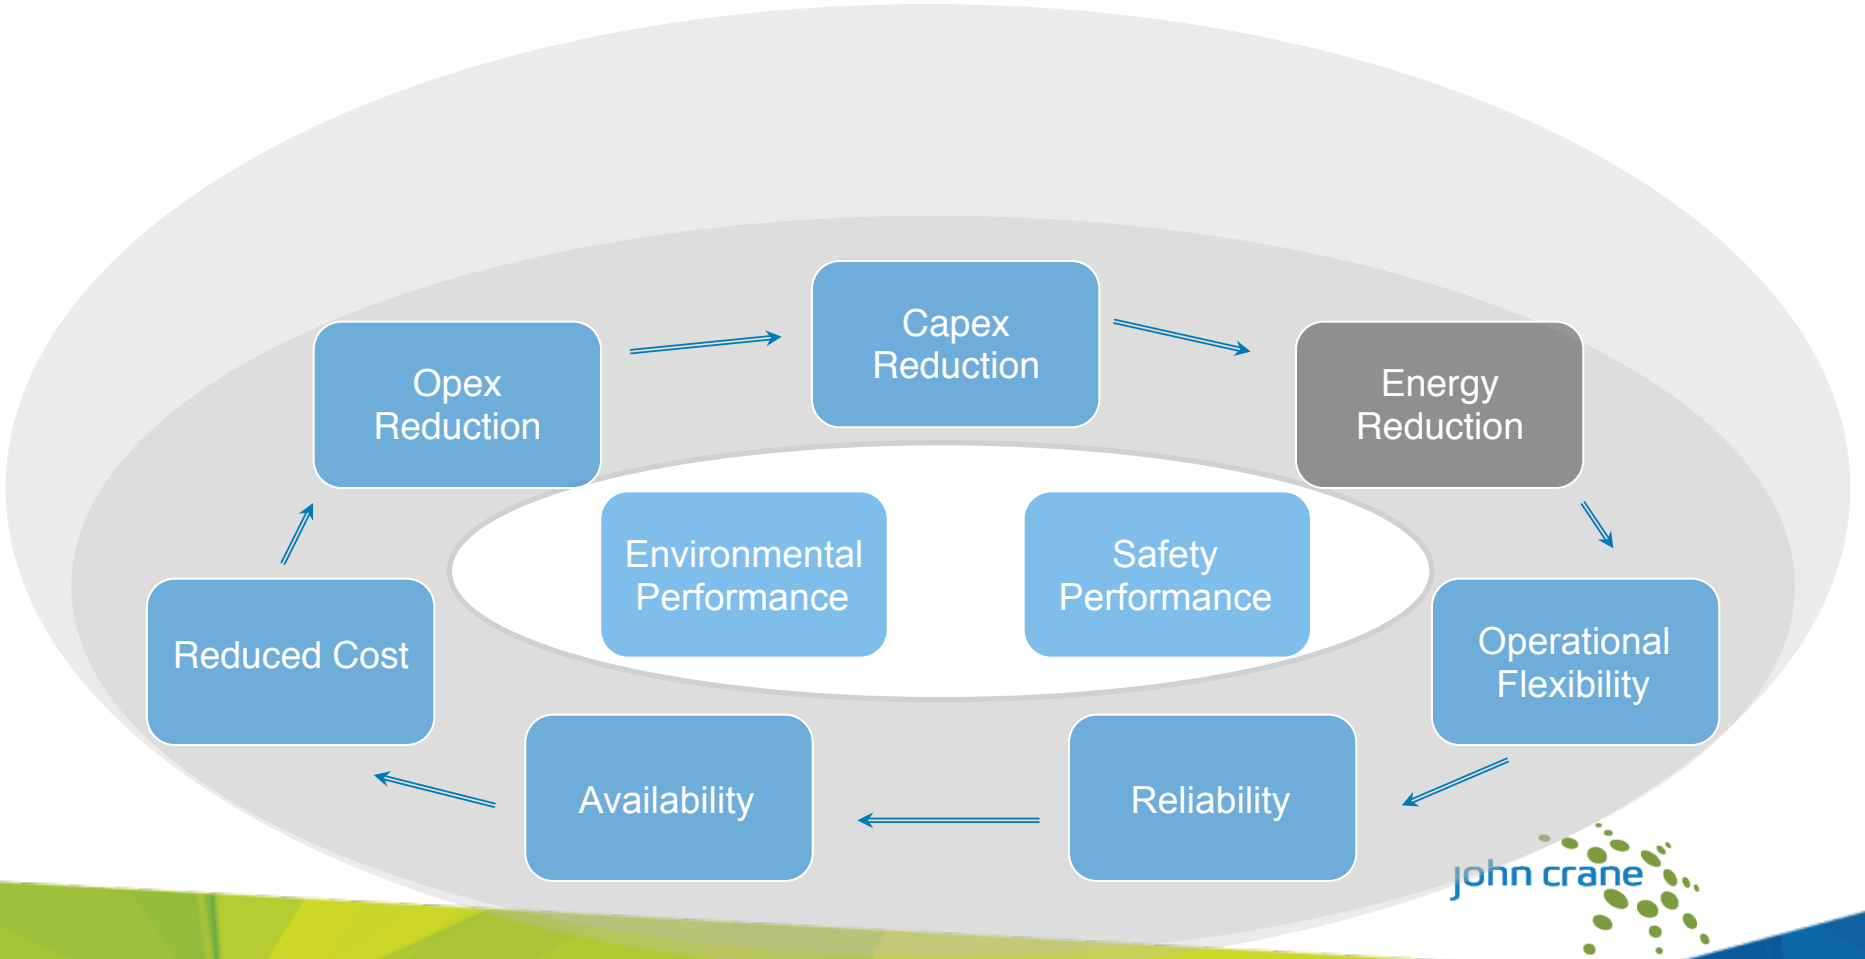 Capex
Reduction
Opex
Reduction
Energy
Reduction
Environmental
Performance
Safety
Performance
Reduced Cost
Operational
Flexibility
Availability
Reliability
john crane